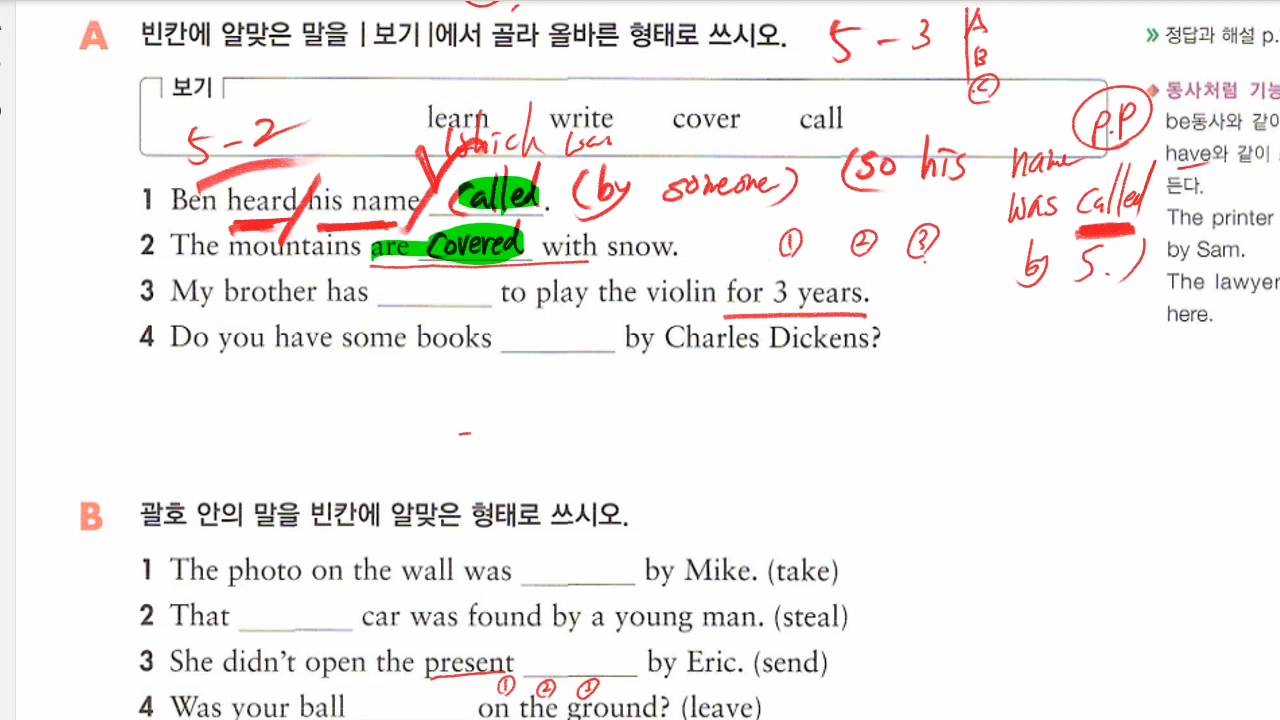 A 빈칸에 알맞은 말을 |보기|에서 골라 올바른 형태로 쓰시오. 5-3 A
B
C
» 정답과 해설 p.
보기
learn write cover call
5-2
which was
p.p
동사처럼 기능
be동사와 같이
have와 같이
든다.
The printer
by Sam.
The lawyer
here.
1 Ben heard his name called. (by someone) (so his name
was called
by S.)
2 The mountains are covered with snow. ① ② ③
3 My brother has ______ to play the violin for 3 years.
4 Do you have some books ______ by Charles Dickens?
B 괄호 안의 말을 빈칸에 알맞은 형태로 쓰시오.
1 The photo on the wall was ______ by Mike. (take)
2 That ______ car was found by a young man. (steal)
3 She didn't open the present ______ by Eric. (send)
① ② ③
4 Was your ball ______ on the ground? (leave)